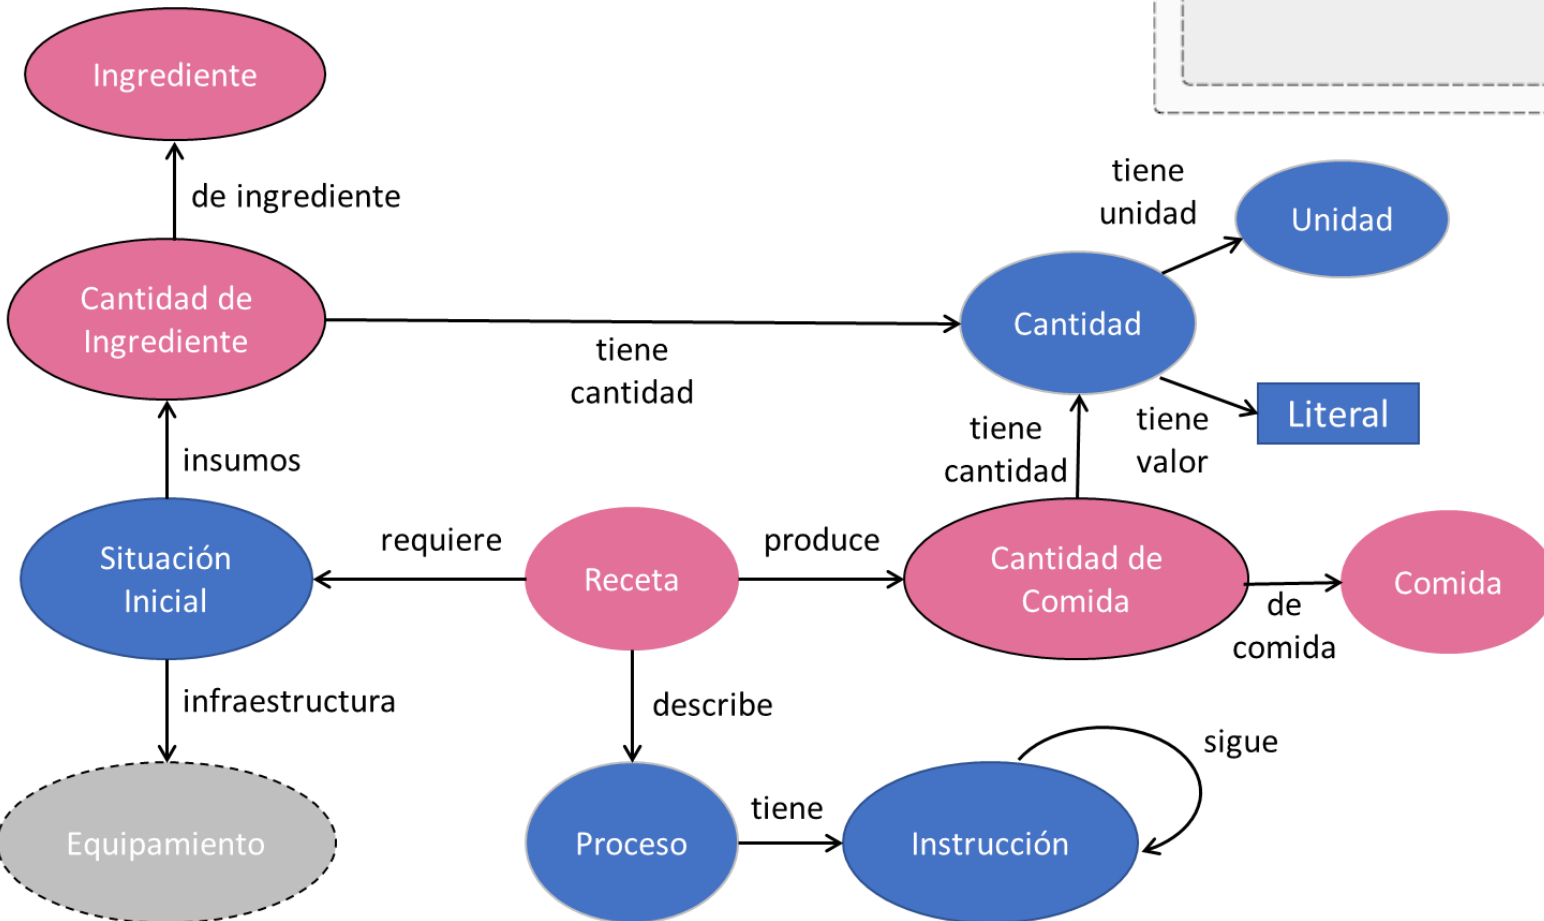 Ingrediente
de ingrediente
tiene
unidad
Unidad
Cantidad de
Ingrediente
tiene
cantidad
Cantidad
tiene
cantidad
tiene
valor
Literal
insumos
Situación
Inicial
requiere
Receta
produce
Cantidad de
Comida
de
comida
Comida
infraestructura
describe
sigue
Equipamiento
Proceso
tiene
Instrucción